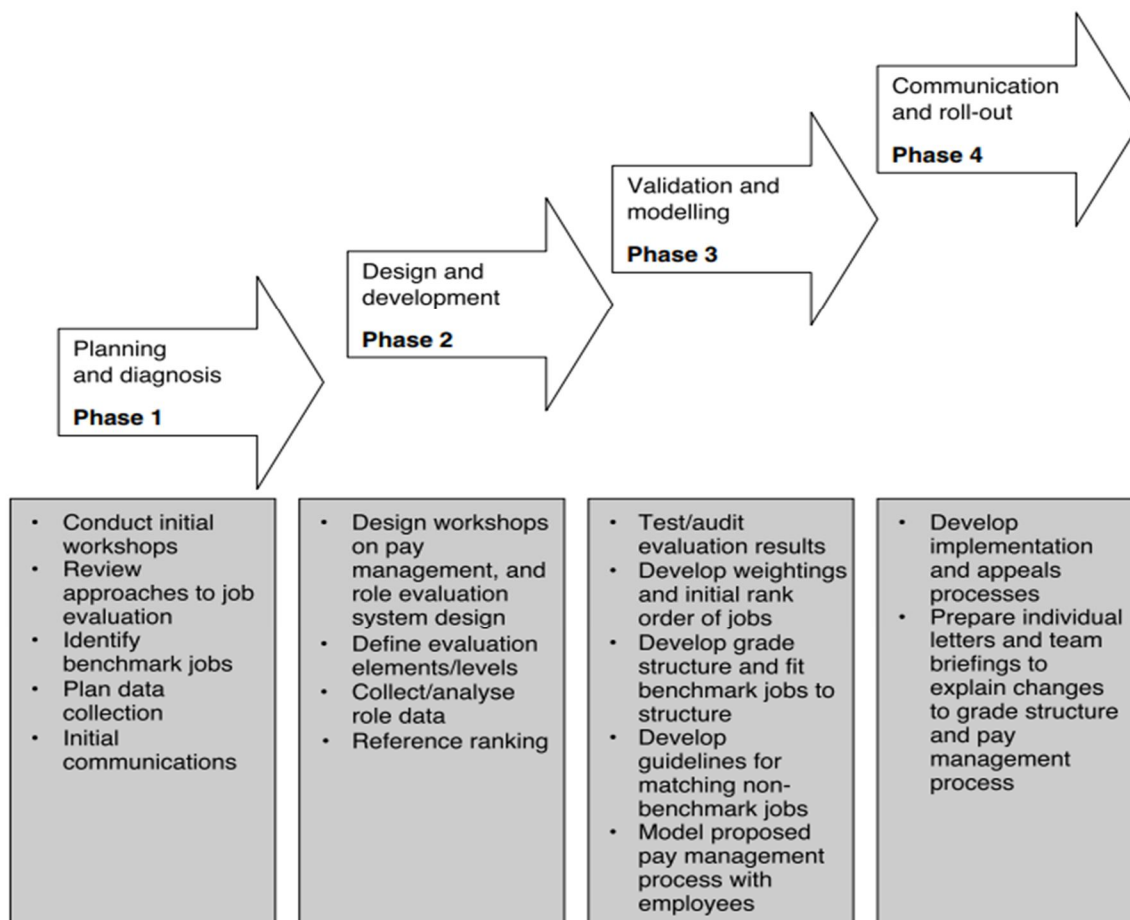 Planning
and diagnosis
Phase 1
Design and
development
Phase 2
Validation and
modelling
Phase 3
Communication
and roll-out
Phase 4
• Conduct initial
workshops
• Review
approaches to job
evaluation
• Identify
benchmark jobs
• Plan data
collection
• Initial
communications
• Design workshops
on pay
management, and
role evaluation
system design
• Define evaluation
elements/levels
• Collect/analyse
role data
• Reference ranking
• Test/audit
evaluation results
• Develop weightings
and initial rank
order of jobs
• Develop grade
structure and fit
benchmark jobs to
structure
• Develop
guidelines for
matching non-
benchmark jobs
• Model proposed
pay management
process with
employees
• Develop
implementation
and appeals
processes
• Prepare individual
letters and team
briefings to
explain changes
to grade structure
and pay
management
process